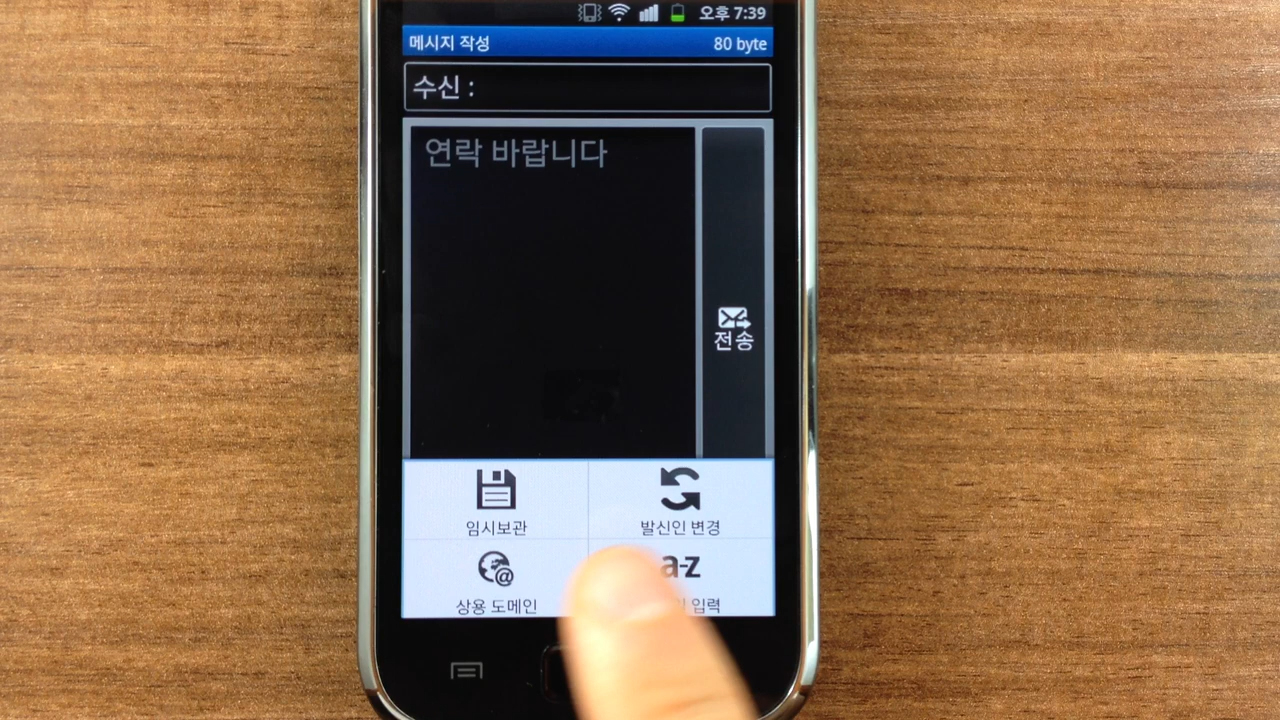 오후 7:39
메시지 작성 80 byte
수신 :
연락 바랍니다
전송
임시보관 발신인 변경
@ a-z
상용 도메인 입력